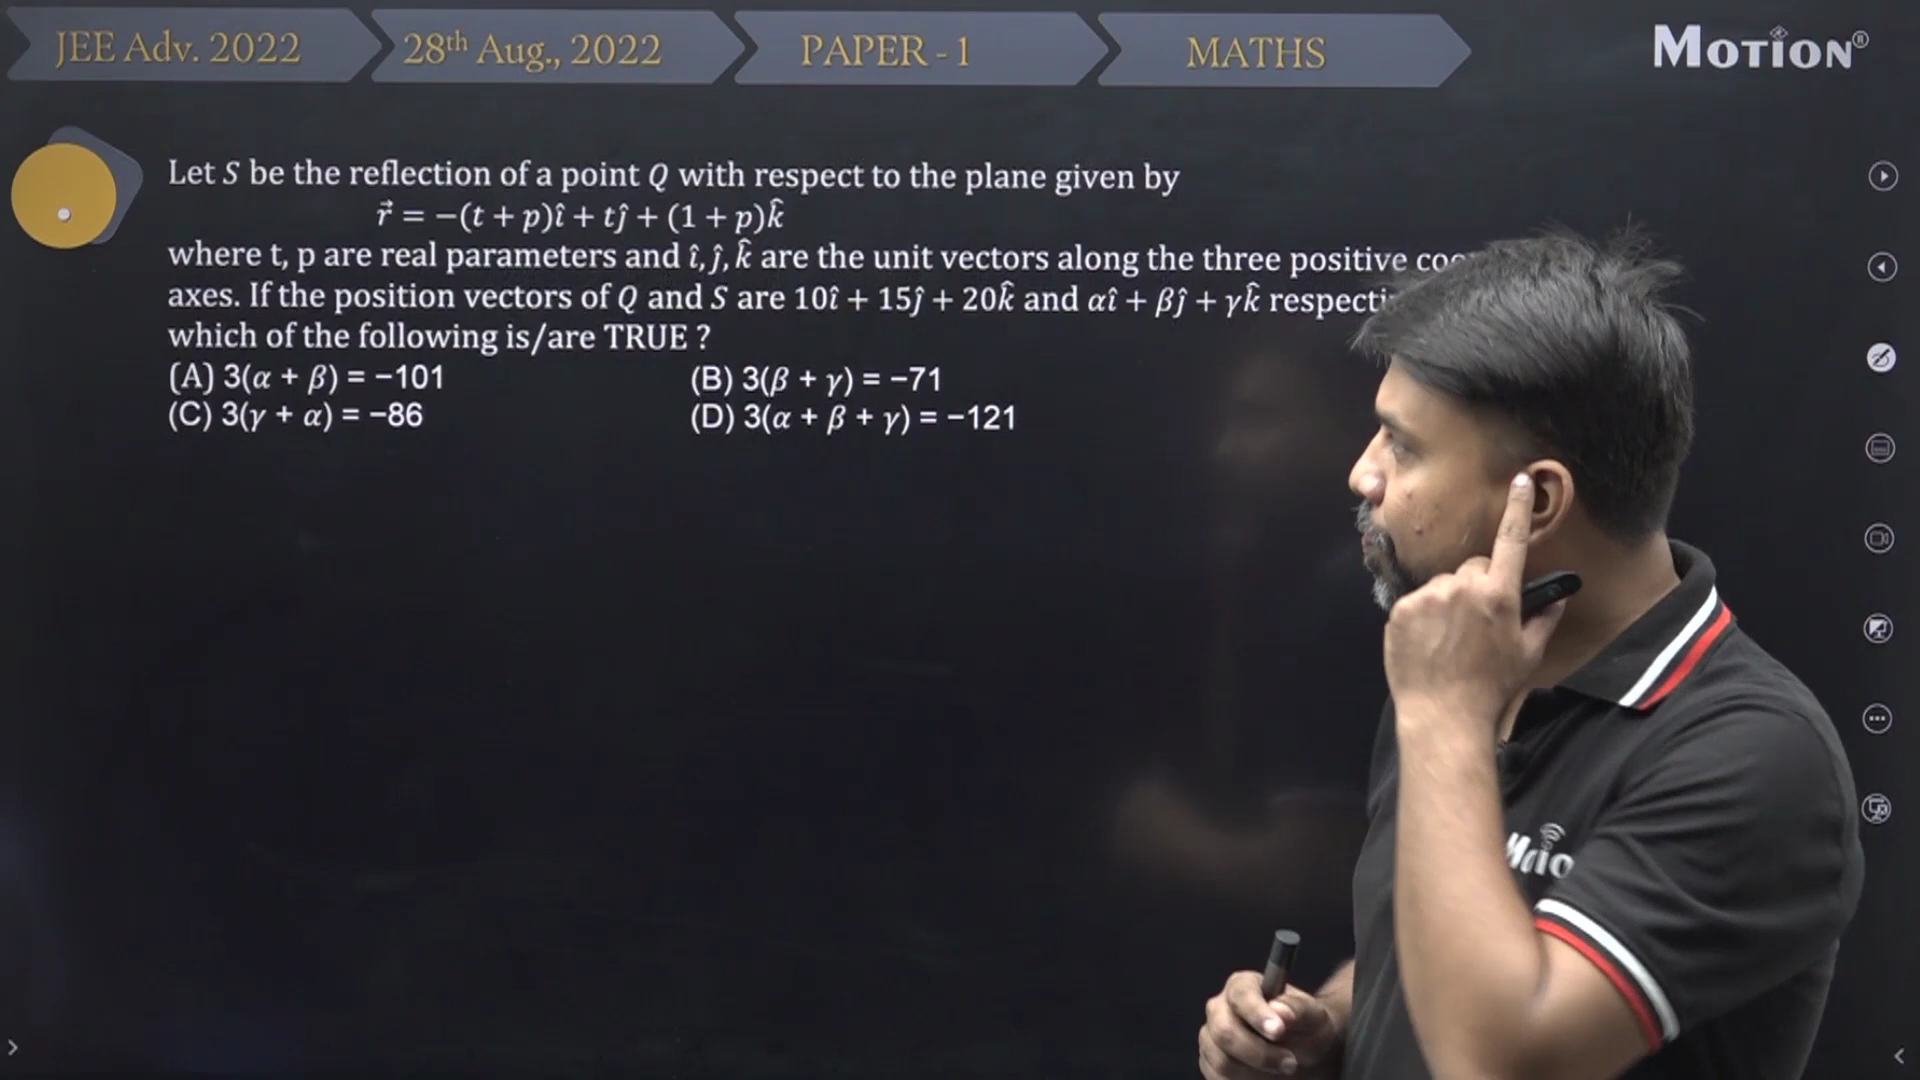 JEE Adv. 2022 28th Aug., 2022 PAPER - 1 MATHS MOTION®
Let S be the reflection of a point Q with respect to the plane given by
r⃗ = −(t + p)î + tĵ + (1 + p)k̂
where t, p are real parameters and î, ĵ, k̂ are the unit vectors along the three positive
axes. If the position vectors of Q and S are 10î + 15ĵ + 20k̂ and αî + βĵ + γk̂
which of the following is/are TRUE ?
(A) 3(α + β) = −101 (B) 3(β + γ) = −71
(C) 3(γ + α) = −86 (D) 3(α + β + γ) = −121